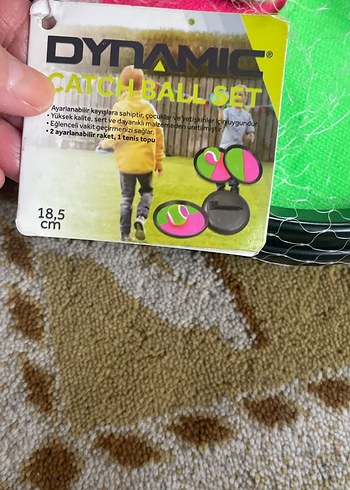 DYNAMIC®
CATCH BALL SET
Ayarlanabilir kayışlara sahiptir, çocuklar ve yetişkinler için uygundur.
• Yüksek kalite, sert ve dayanıklı malzemeden üretilmiştir.
• Eğlenceli vakit geçirmenizi sağlar.
• 2 ayarlanabilir raket, 1 tenis topu
18,5
cm